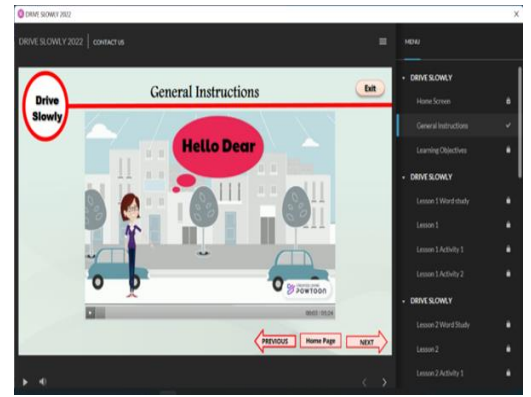 DRIVE SLOWLY 2022
DRIVE SLOWLY 2022 | CONTACT US
MENU
General Instructions
Exit
Drive
Slowly
Hello Dear
CREATED USING
POWTOON
PREVIOUS
Home Page
NEXT
DRIVE SLOWLY
Home Screen
General Instructions
Learning Objectives
DRIVE SLOWLY
Lesson 1 Word study
Lesson 1
Lesson 1 Activity 1
Lesson 1 Activity 2
DRIVE SLOWLY
Lesson 2 Word Study
Lesson 2
Lesson 2 Activity 1